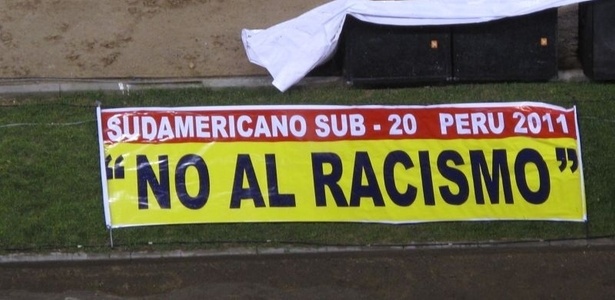 SUDAMERICANO SUB - 20 PERU 2011
“NO AL RACISMO”